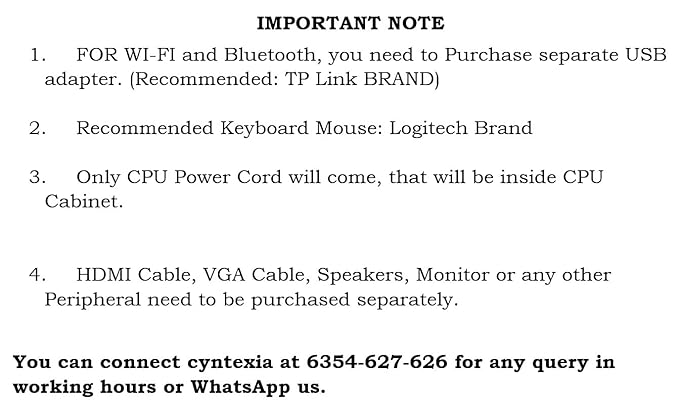 IMPORTANT NOTE
1. FOR WI-FI and Bluetooth, you need to Purchase separate USB
adapter. (Recommended: TP Link BRAND)
2. Recommended Keyboard Mouse: Logitech Brand
3. Only CPU Power Cord will come, that will be inside CPU
Cabinet.
4. HDMI Cable, VGA Cable, Speakers, Monitor or any other
Peripheral need to be purchased separately.
You can connect cyntexia at 6354-627-626 for any query in
working hours or WhatsApp us.